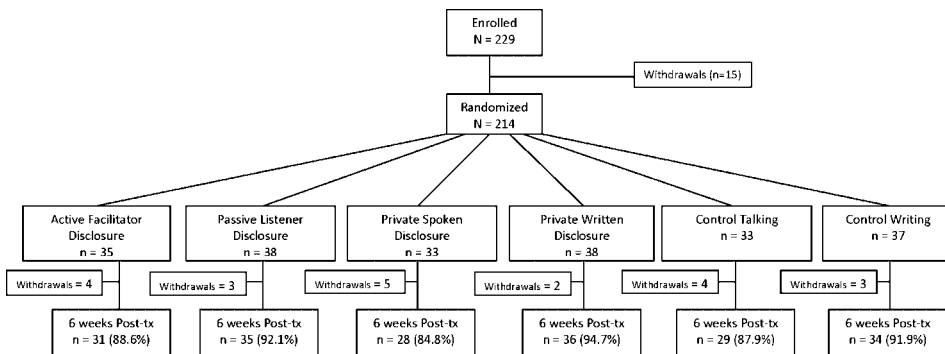 Enrolled
N = 229
Withdrawals (n=15)
Randomized
N = 214
Active Facilitator
Disclosure
n = 35
Passive Listener
Disclosure
n = 38
Private Spoken
Disclosure
n = 33
Private Written
Disclosure
n = 38
Control Talking
n = 33
Control Writing
n = 37
Withdrawals = 4
Withdrawals = 3
Withdrawals = 5
Withdrawals = 2
Withdrawals = 4
Withdrawals = 3
6 weeks Post-tx
n = 31 (88.6%)
6 weeks Post-tx
n = 35 (92.1%)
6 weeks Post-tx
n = 28 (84.8%)
6 weeks Post-tx
n = 36 (94.7%)
6 weeks Post-tx
n = 29 (87.9%)
6 weeks Post-tx
n = 34 (91.9%)